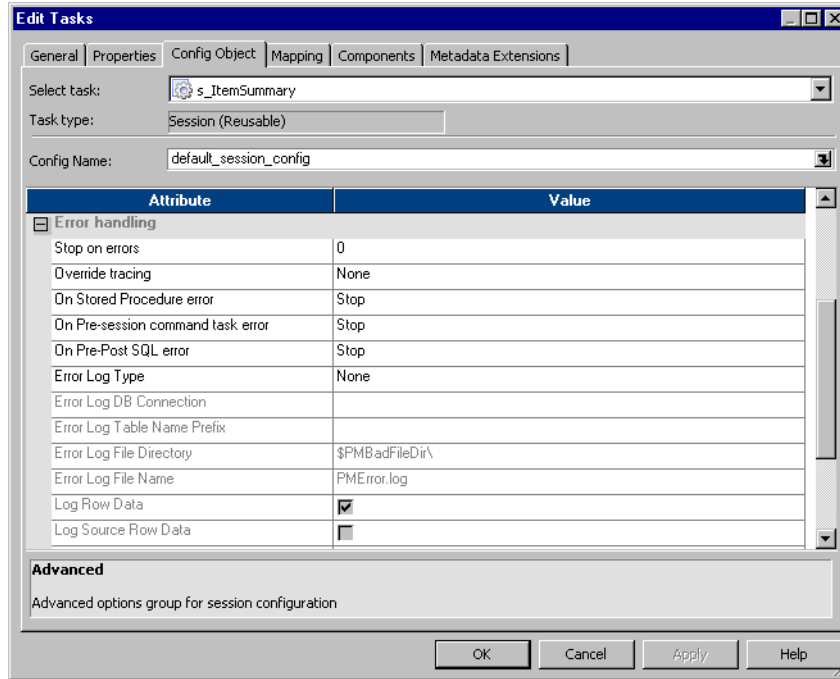 Edit Tasks
General Properties Config Object Mapping Components Metadata Extensions
Select task: s_ItemSummary
Task type: Session (Reusable)
Config Name: default_session_config
Attribute Value
Error handling
Stop on errors 0
Override tracing None
On Stored Procedure error Stop
On Pre-session command task error Stop
On Pre-Post SQL error Stop
Error Log Type None
Error Log DB Connection
Error Log Table Name Prefix
Error Log File Directory $PMBadFileDir\
Error Log File Name PMError.log
Log Row Data
Log Source Row Data
Advanced
Advanced options group for session configuration
OK Cancel Apply Help